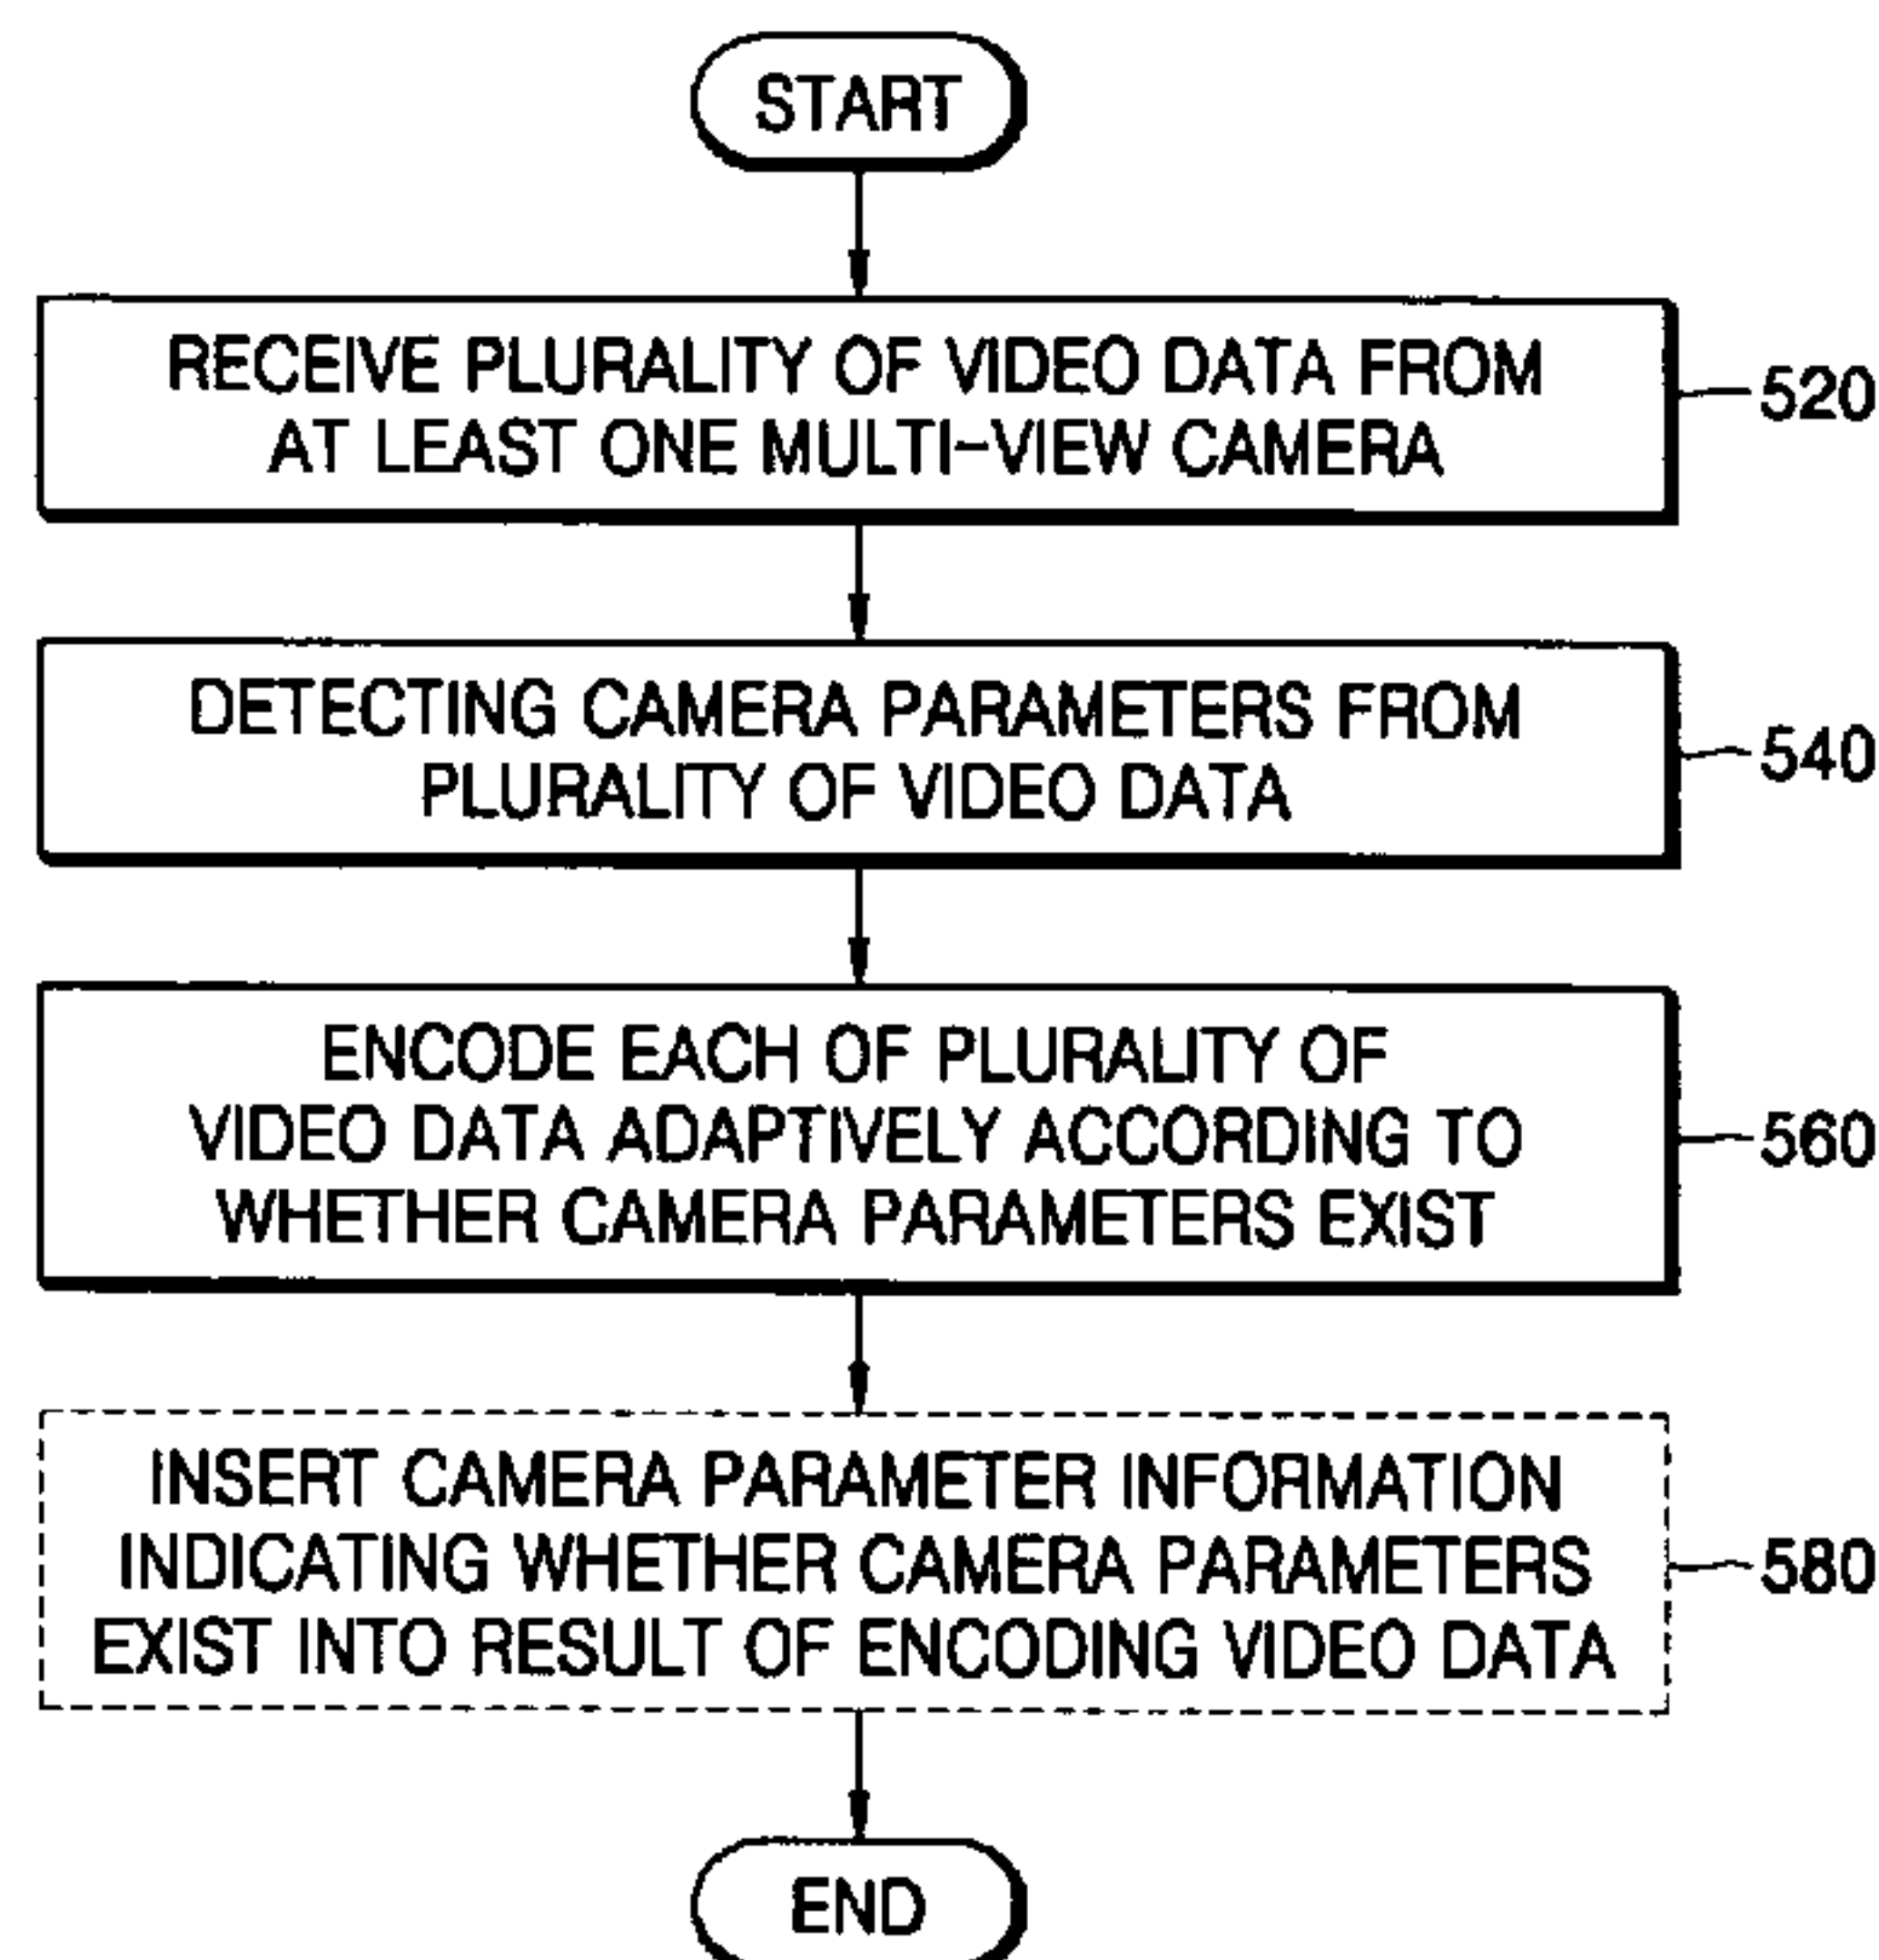 START
RECEIVE PLURALITY OF VIDEO DATA FROM
AT LEAST ONE MULTI-VIEW CAMERA
520
DETECTING CAMERA PARAMETERS FROM
PLURALITY OF VIDEO DATA
540
ENCODE EACH OF PLURALITY OF
VIDEO DATA ADAPTIVELY ACCORDING TO
WHETHER CAMERA PARAMETERS EXIST
560
INSERT CAMERA PARAMETER INFORMATION
INDICATING WHETHER CAMERA PARAMETERS
EXIST INTO RESULT OF ENCODING VIDEO DATA
580
END